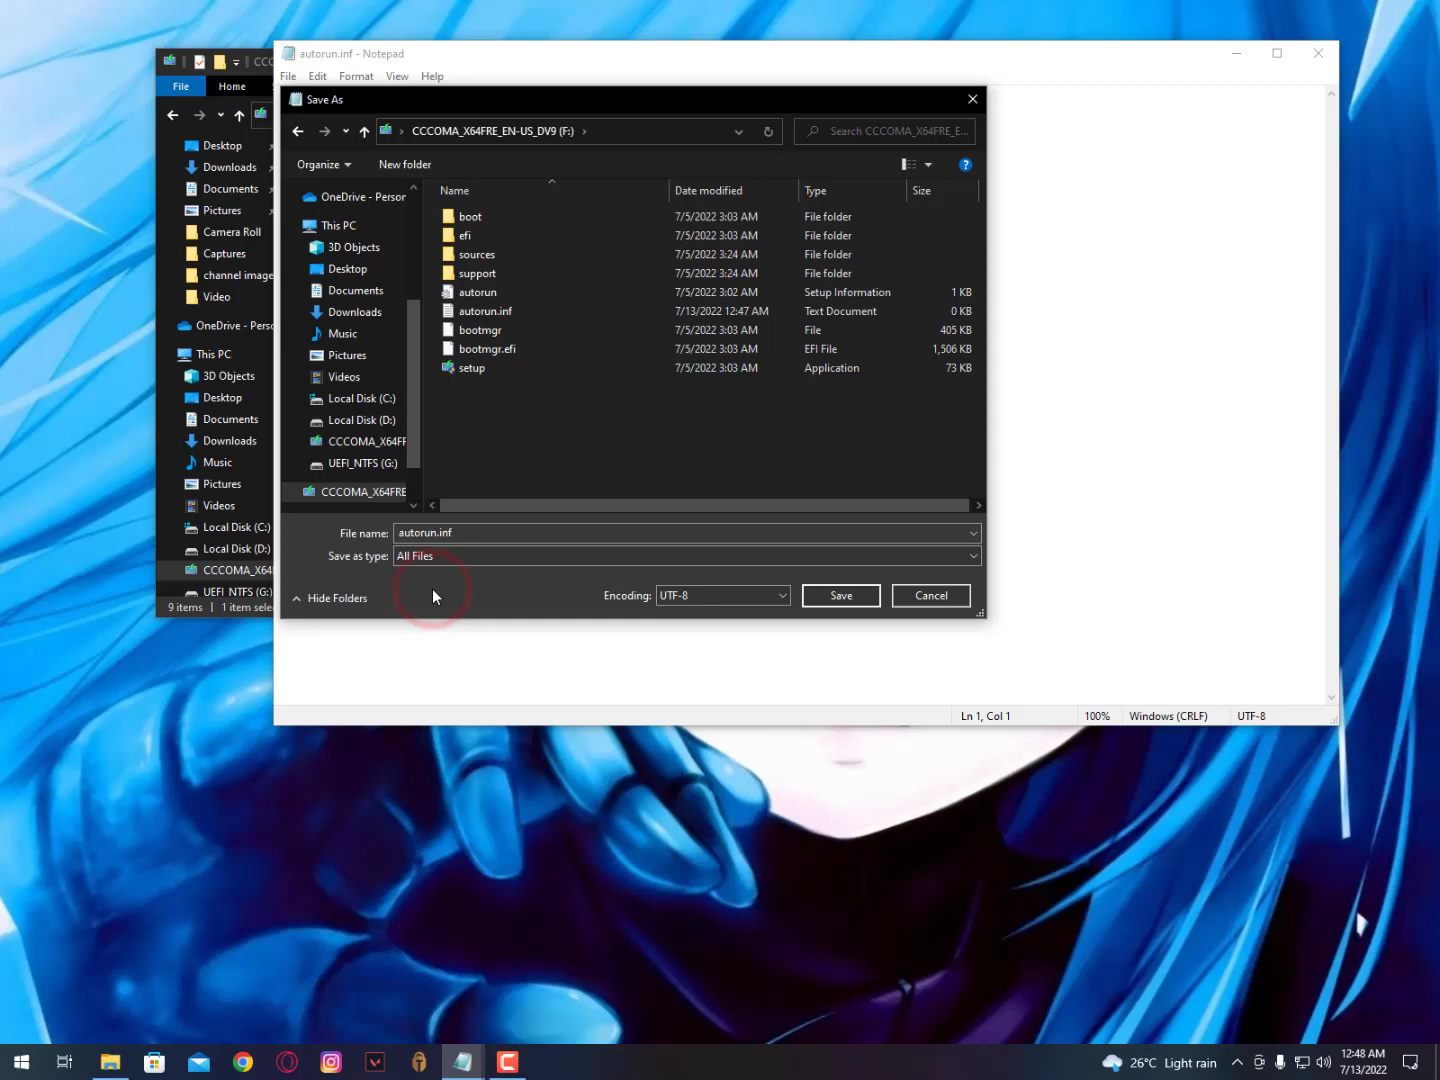 CCCO
File
Home
Desktop
Downloads
Documents
Pictures
Camera Roll
Captures
channel image
Video
OneDrive - Perso
This PC
3D Objects
Desktop
Documents
Downloads
Music
Pictures
Videos
Local Disk (C:)
Local Disk (D:)
CCCOMA_X64
UEFI_NTFS (G:)
9 items
1 item sele
autorun.inf - Notepad
File Edit Format View Help
Save As
CCCOMA_X64FRE_EN-US_DV9 (F:)
Search CCCOMA_X64FRE_E...
Organize
New folder
OneDrive - Person
This PC
3D Objects
Desktop
Documents
Downloads
Music
Pictures
Videos
Local Disk (C:)
Local Disk (D:)
CCCOMA_X64FR
UEFI_NTFS (G:)
CCCOMA_X64FRE
Name Date modified Type Size
boot 7/5/2022 3:03 AM File folder
efi 7/5/2022 3:03 AM File folder
sources 7/5/2022 3:24 AM File folder
support 7/5/2022 3:24 AM File folder
autorun 7/5/2022 3:02 AM Setup Information 1 KB
autorun.inf 7/13/2022 12:47 AM Text Document 0 KB
bootmgr 7/5/2022 3:03 AM File 405 KB
bootmgr.efi 7/5/2022 3:03 AM EFI File 1,506 KB
setup 7/5/2022 3:03 AM Application 73 KB
File name: autorun.inf
Save as type: All Files
Hide Folders
Encoding: UTF-8
Save
Cancel
Ln 1, Col 1
100%
Windows (CRLF)
UTF-8
26°C Light rain
12:48 AM
7/13/2022